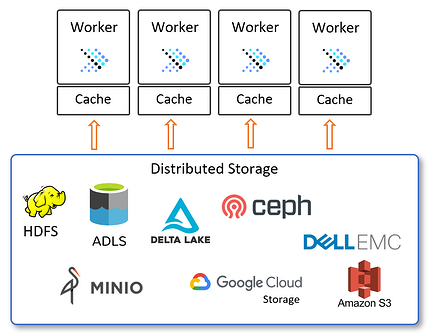 Worker Worker Worker Worker
Cache Cache Cache Cache
Distributed Storage
HDFS
ADLS
DELTA LAKE
ceph
DELLEMC
MINIO
Google Cloud
Storage
Amazon S3